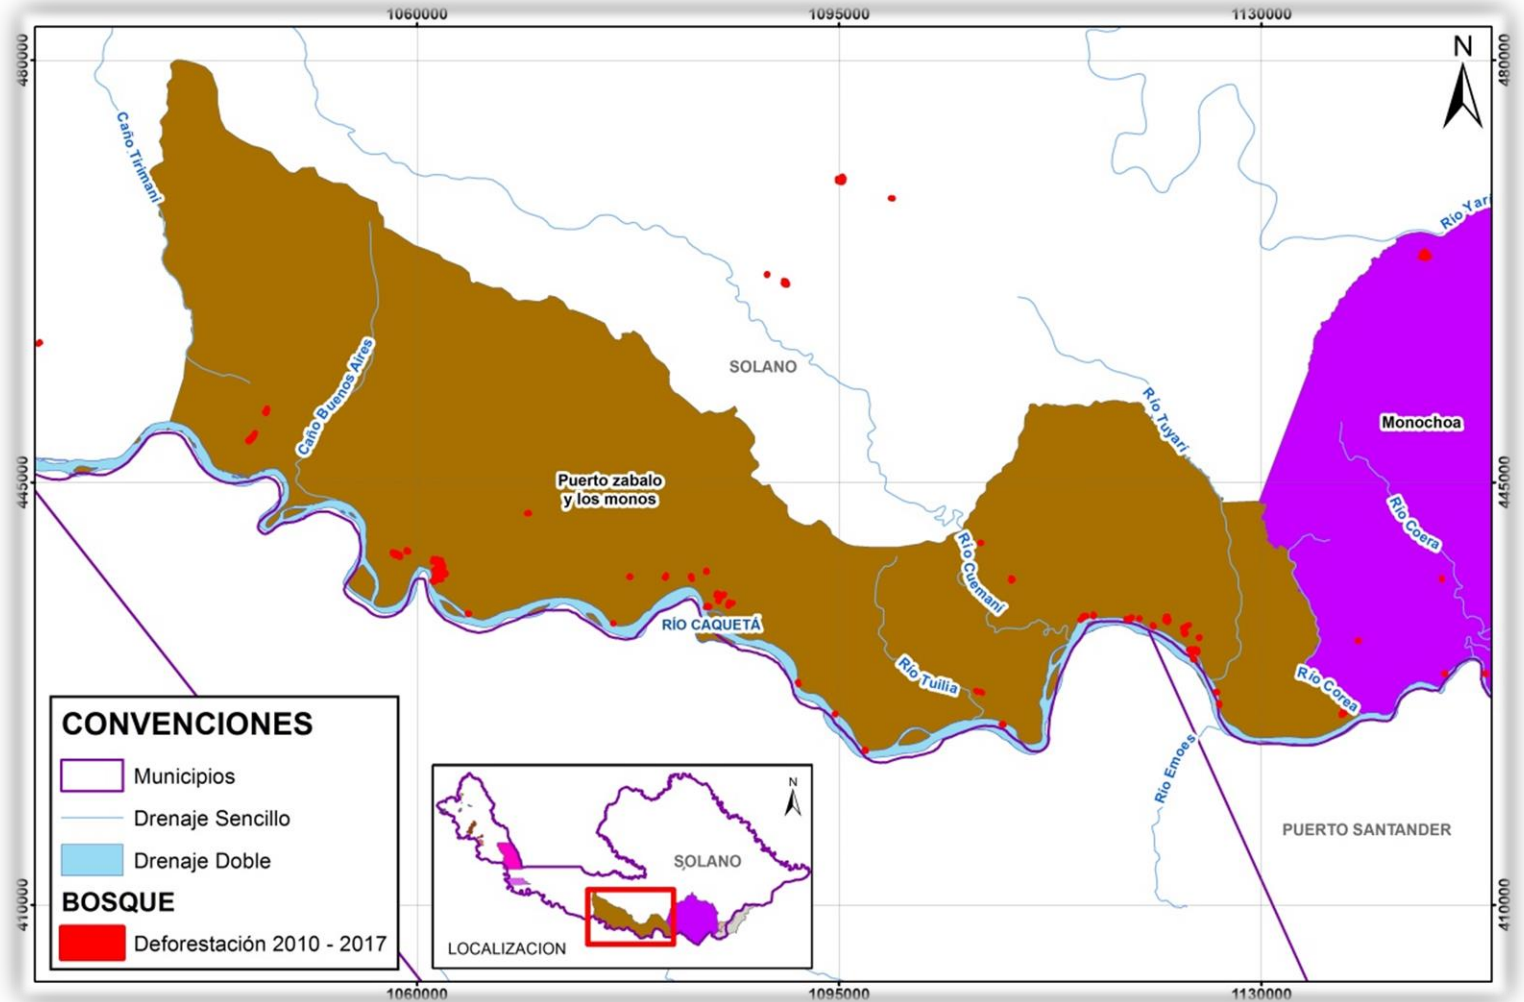 1060000
1095000
1130000
480000
480000
N
Caño Tirimani
Río Yarí
SOLANO
Caño Buenos Aires
Río Tuyarí
Monochoa
445000
445000
Puerto zabalo
y los monos
Río Coera
Río Cuemaní
RÍO CAQUETÁ
Río Tuilia
Río Corea
Río Emoes
PUERTO SANTANDER
CONVENCIONES
Municipios
Drenaje Sencillo
Drenaje Doble
BOSQUE
Deforestación 2010 - 2017
N
SOLANO
LOCALIZACION
410000
410000
1060000
1095000
1130000